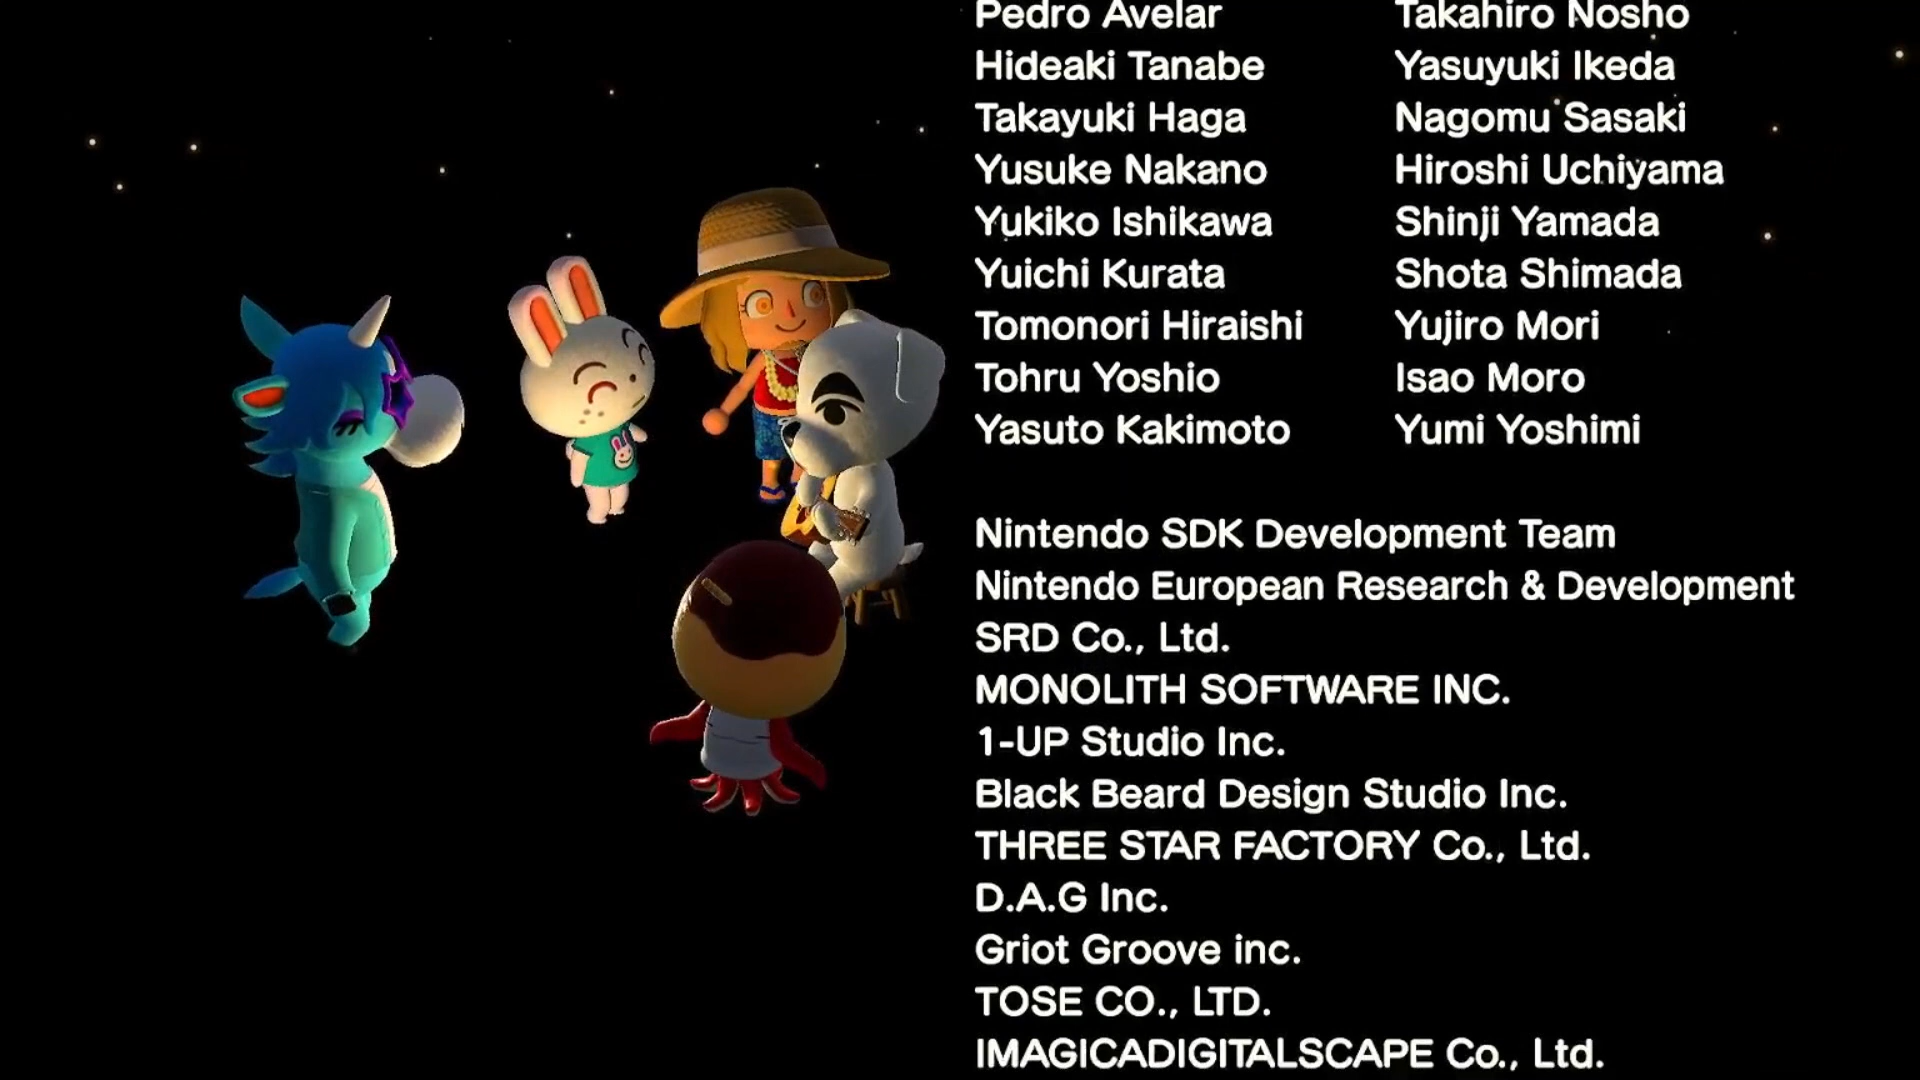 Pedro Avelar Takahiro Nosho
Hideaki Tanabe Yasuyuki Ikeda
Takayuki Haga Nagomu Sasaki
Yusuke Nakano Hiroshi Uchiyama
Yukiko Ishikawa Shinji Yamada
Yuichi Kurata Shota Shimada
Tomonori Hiraishi Yujiro Mori
Tohru Yoshio Isao Moro
Yasuto Kakimoto Yumi Yoshimi
Nintendo SDK Development Team
Nintendo European Research & Development
SRD Co., Ltd.
MONOLITH SOFTWARE INC.
1-UP Studio Inc.
Black Beard Design Studio Inc.
THREE STAR FACTORY Co., Ltd.
D.A.G Inc.
Griot Groove inc.
TOSE CO., LTD.
IMAGICADIGITALSCAPE Co., Ltd.